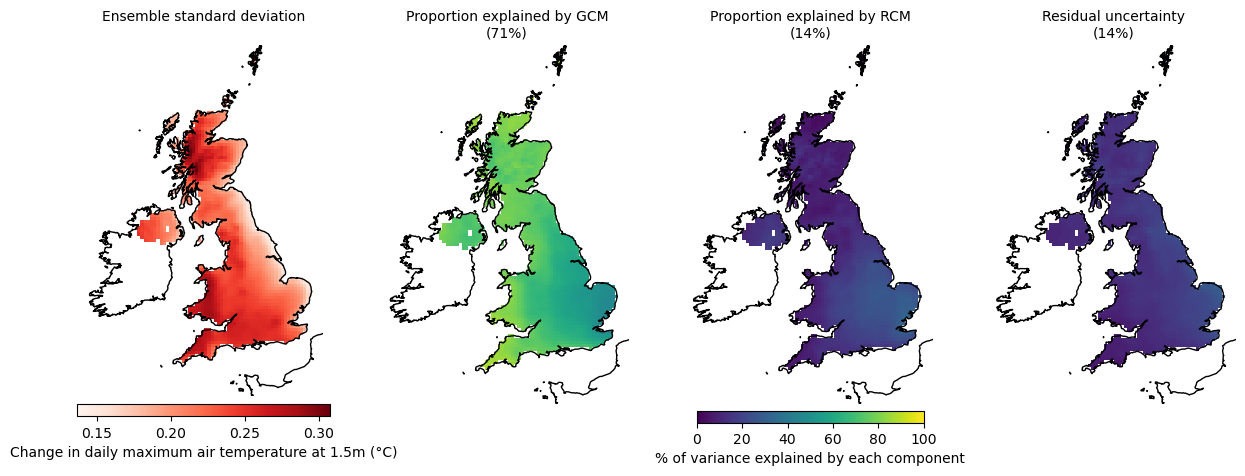 Ensemble standard deviation
Proportion explained by GCM
(71%)
Proportion explained by RCM
(14%)
Residual uncertainty
(14%)
0.15 0.20 0.25 0.30
Change in daily maximum air temperature at 1.5m (°C)
0 20 40 60 80 100
% of variance explained by each component